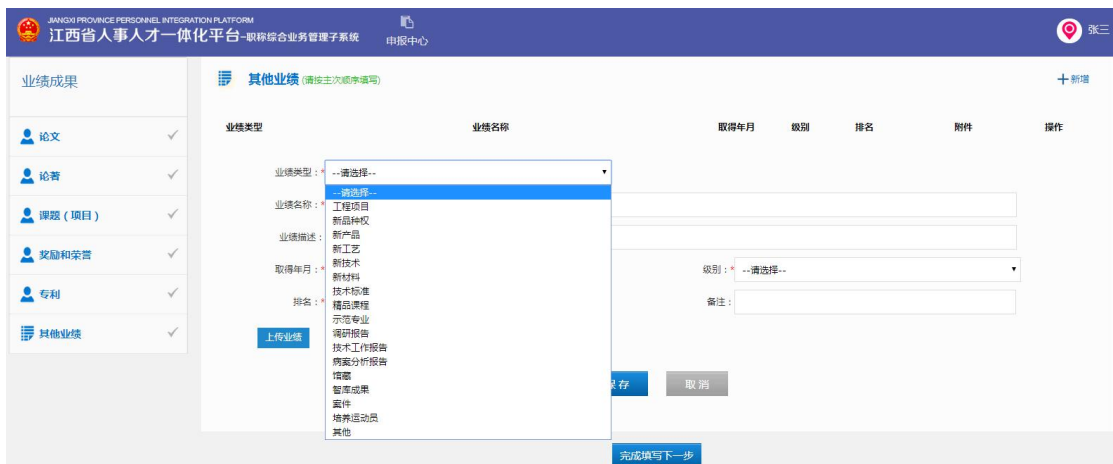 JIANGXI PROVINCE PERSONNEL INTEGRATION PLATFORM
江西省人事人才一体化平台-职称综合业务管理子系统
申报中心
张三
业绩成果
其他业绩 (请按主次顺序填写)
新增
论文
论著
课题（项目）
奖励和荣誉
专利
其他业绩
业绩类型 业绩名称 取得年月 级别 排名 附件 操作
业绩类型：* --请选择--
--请选择--
工程项目
新品种权
新产品
新工艺
新技术
新材料
技术标准
精品课程
示范专业
调研报告
技术工作报告
病案分析报告
馆藏
智库成果
案件
培养运动员
其他
业绩名称：*
业绩描述：
取得年月：*
级别：* --请选择--
排名：*
备注：
上传业绩
存
取消
完成填写下一步